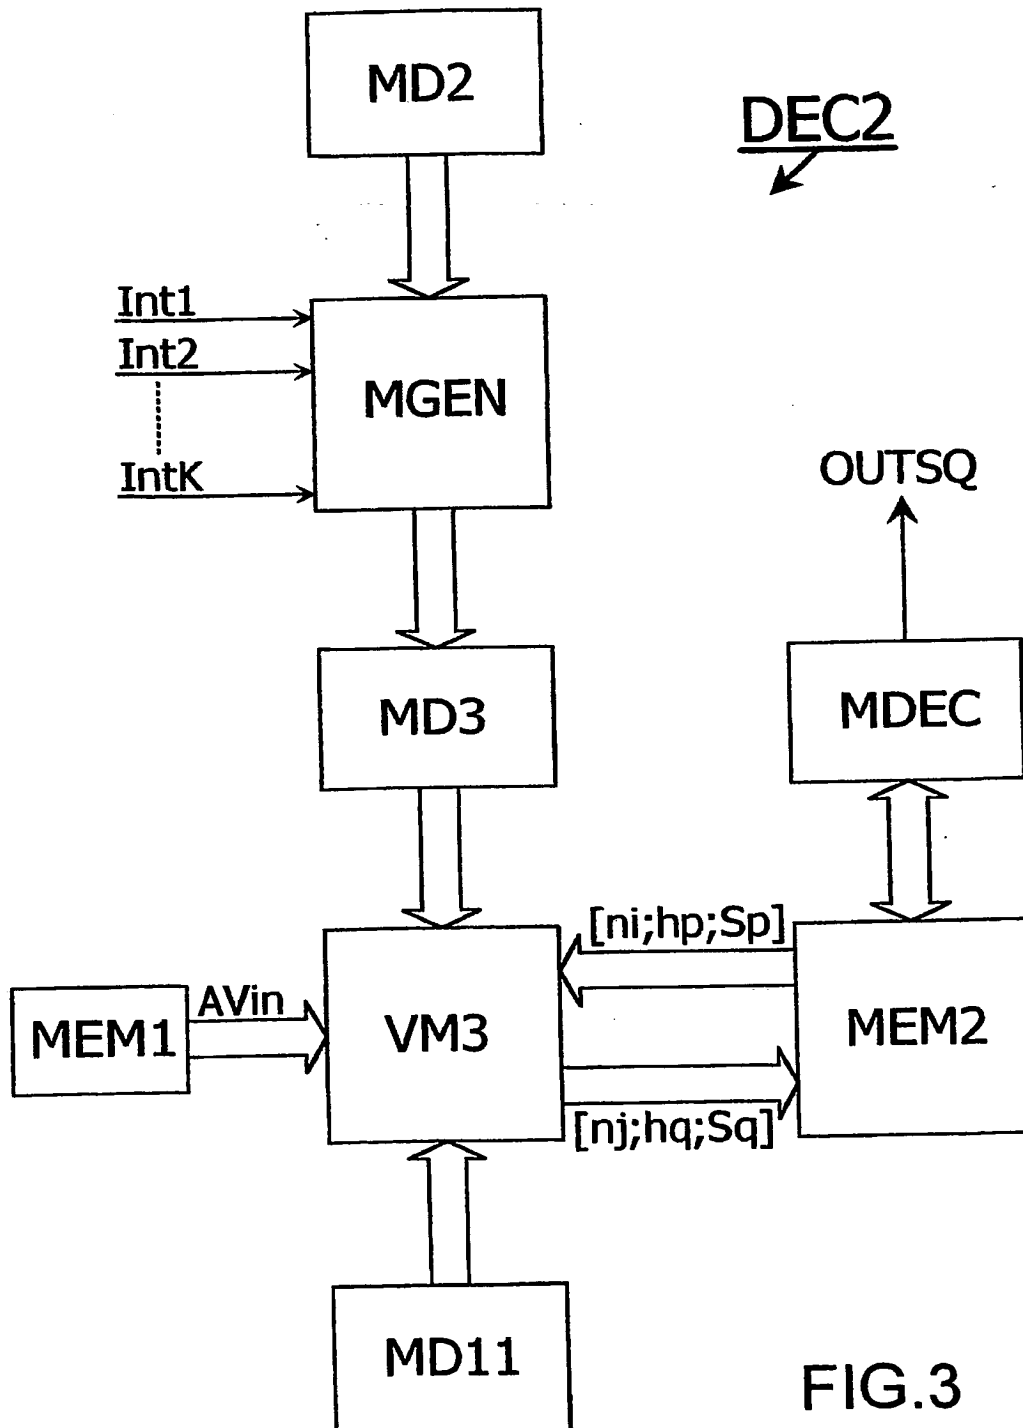 MD2
DEC2
Int1
Int2
MGEN
IntK
OUTSQ
MD3
MDEC
[ni;hp;Sp]
AVin
MEM1
VM3
MEM2
[nj;hq;Sq]
MD11
FIG.3